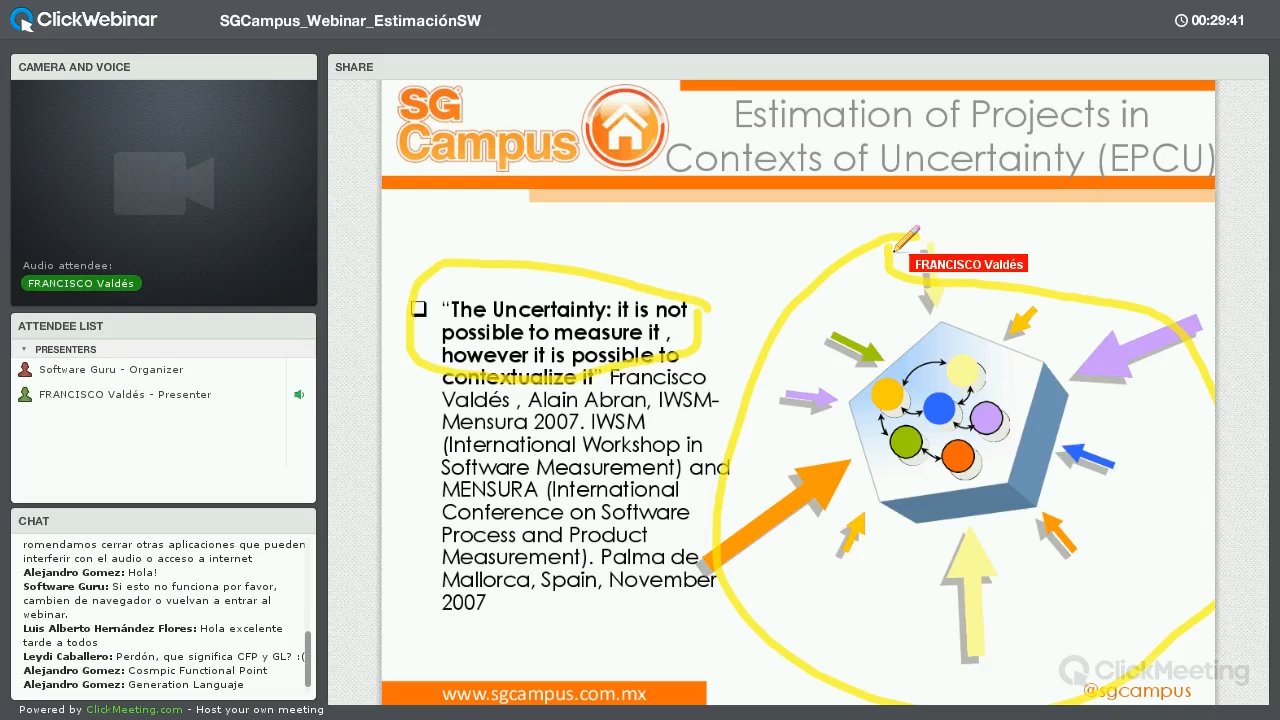 ClickWebinar
SGCampus_Webinar_EstimaciónSW
00:29:41
CAMERA AND VOICE
Audio attendee:
FRANCISCO Valdés
ATTENDEE LIST
PRESENTERS
Software Guru - Organizer
FRANCISCO Valdés - Presenter
CHAT
romendamos cerrar otras aplicaciones que pueden
interferir con el audio o acceso a internet
Alejandro Gomez: Hola!
Software Guru: Si esto no funciona por favor,
cambien de navegador o vuelvan a entrar al
webinar.
Luis Alberto Hernández Flores: Hola excelente
tarde a todos
Leydi Caballero: Perdón, que significa CFP y GL? :(
Alejandro Gomez: Cosmpic Functional Point
Alejandro Gomez: Generation Languaje
Powered by ClickMeeting.com - Host your own meeting
SHARE
SG
Campus
Estimation of Projects in
Contexts of Uncertainty (EPCU)
FRANCISCO Valdés
"The Uncertainty: it is not
possible to measure it ,
however it is possible to
contextualize it" Francisco
Valdés , Alain Abran, IWSM-
Mensura 2007. IWSM
(International Workshop in
Software Measurement) and
MENSURA (International
Conference on Software
Process and Product
Measurement). Palma de
Mallorca, Spain, November
2007
www.sgcampus.com.mx
ClickMeeting
@sgcampus